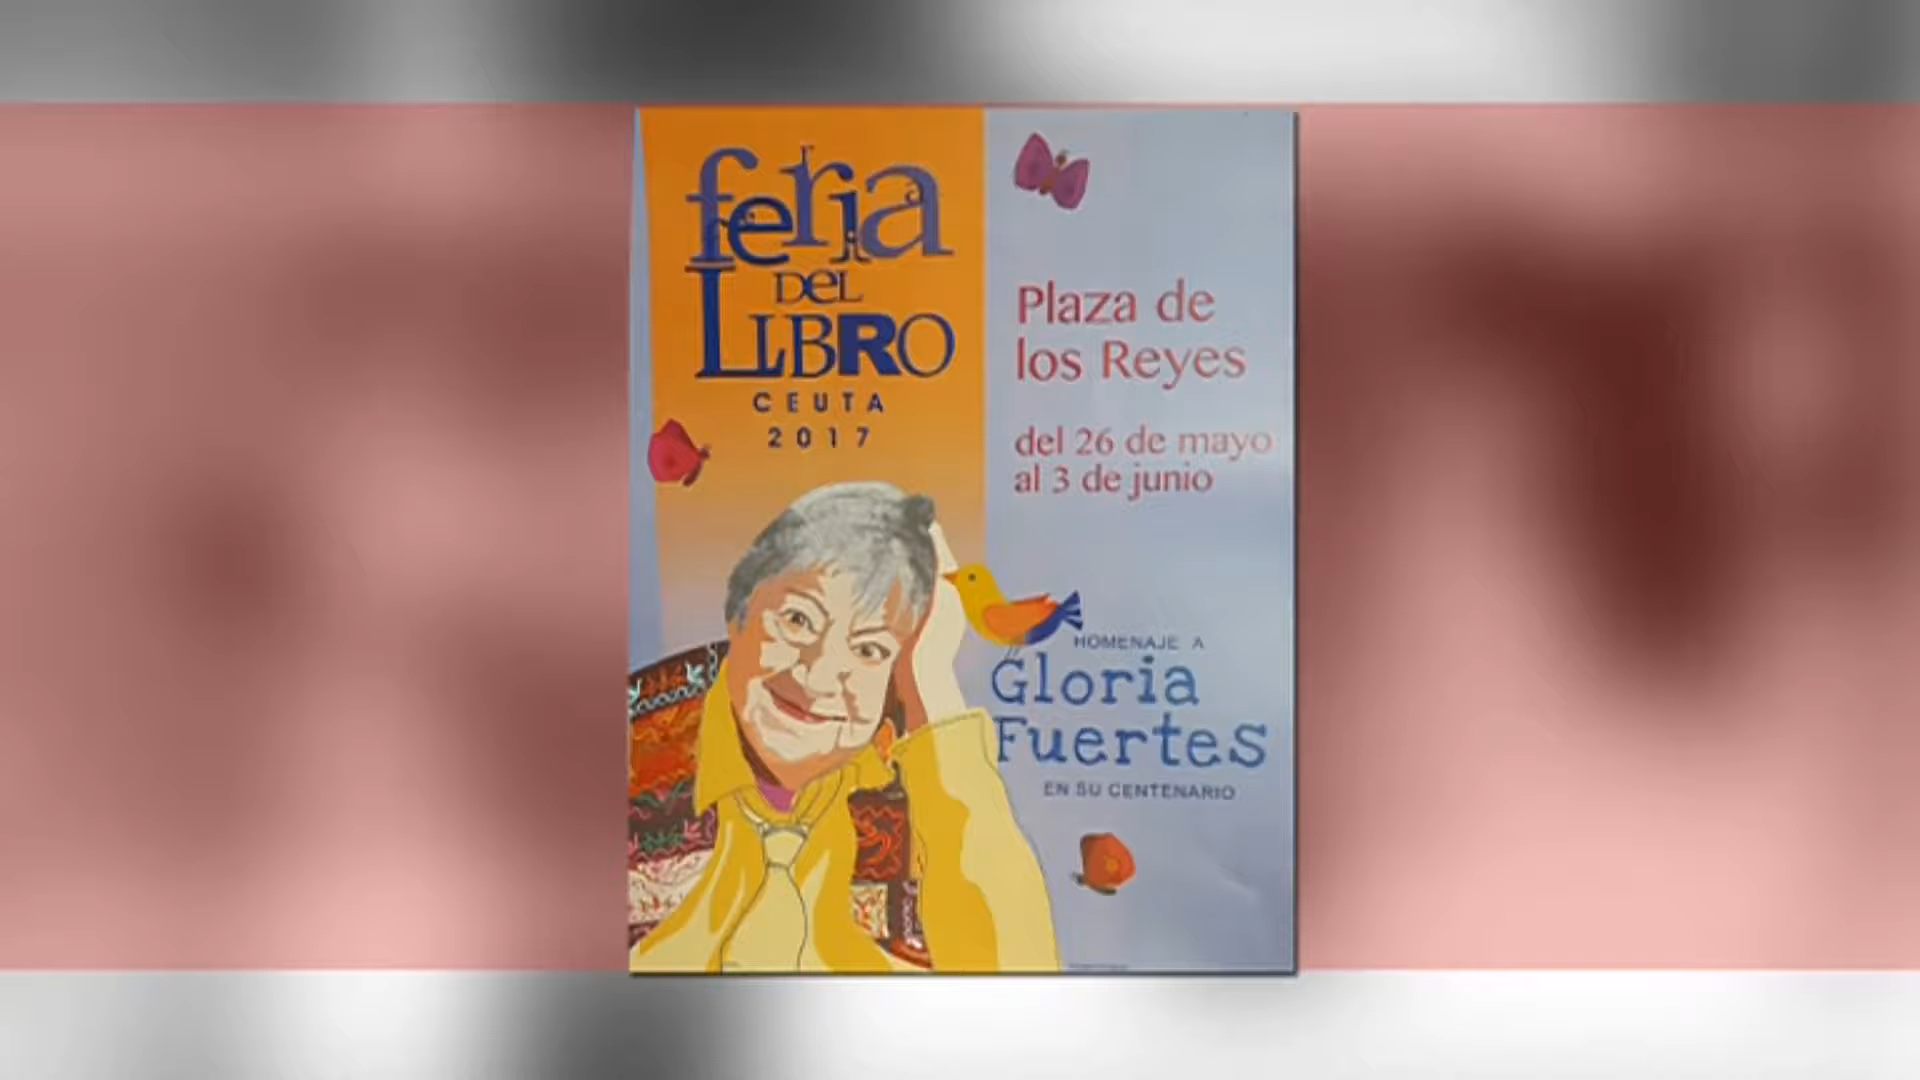 feria
DEL
LIBRO
CEUTA
2017
Plaza de
los Reyes
del 26 de mayo
al 3 de junio
HOMENAJE A
Gloria
Fuertes
EN SU CENTENARIO